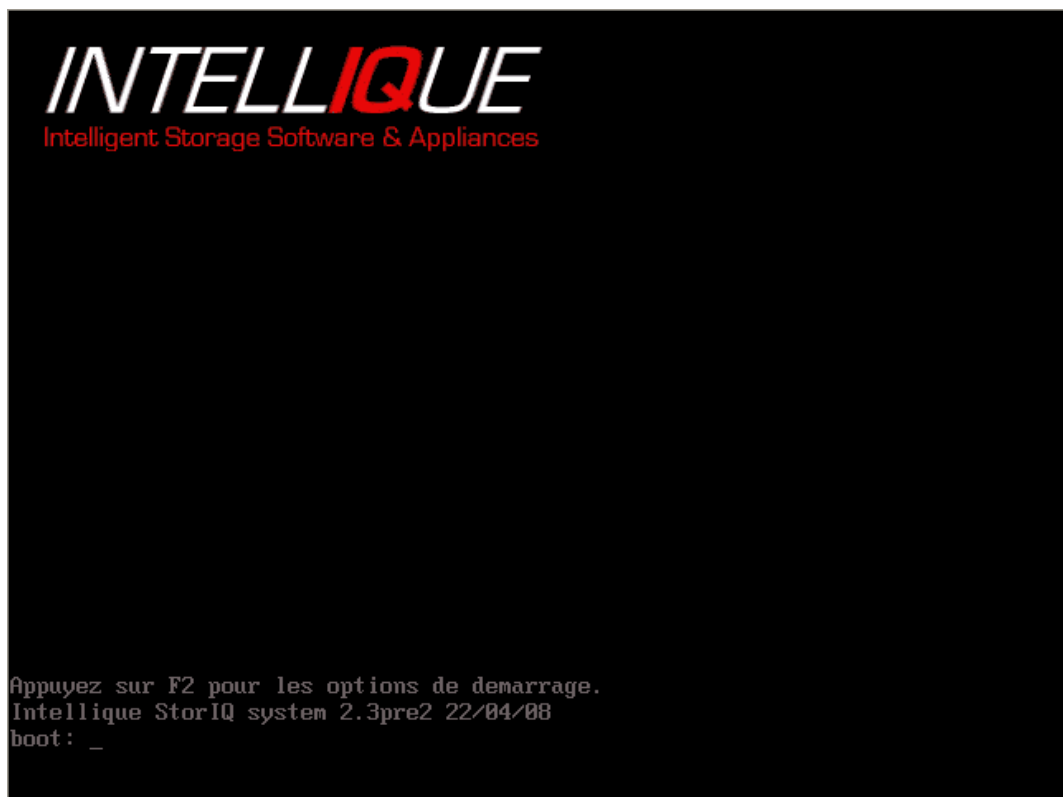 INTELLIQUE
Intelligent Storage Software & Appliances
Appuyez sur F2 pour les options de demarrage.
Intellique StorIQ system 2.3pre2 22/04/08
boot: _